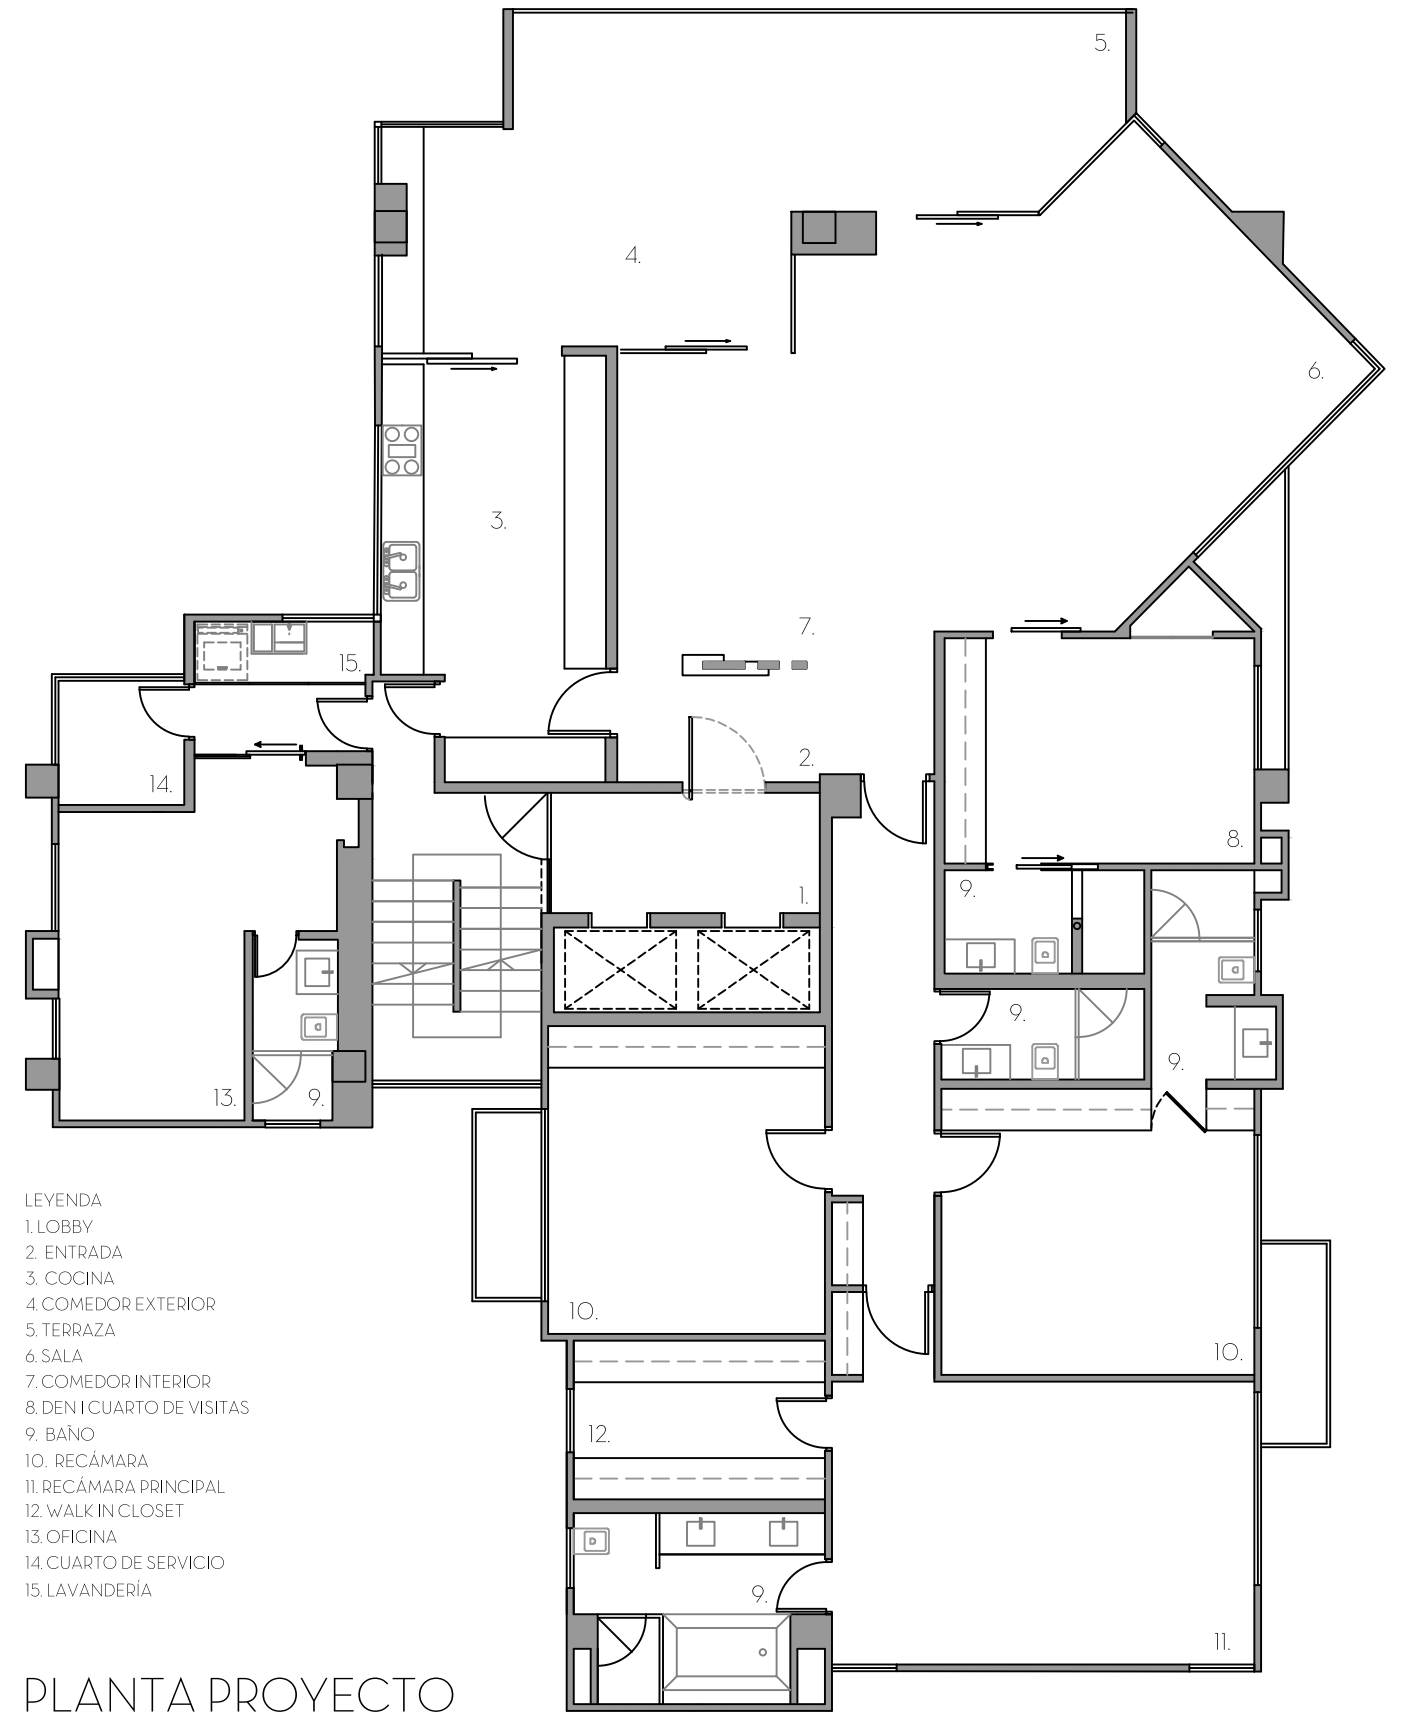 5.
4.
6.
3.
7.
15.
2.
14.
8.
9.
1.
9.
9.
13.
9.
10.
10.
12.
9.
11.
LEYENDA
1. LOBBY
2. ENTRADA
3. COCINA
4. COMEDOR EXTERIOR
5. TERRAZA
6. SALA
7. COMEDOR INTERIOR
8. DEN I CUARTO DE VISITAS
9. BAÑO
10. RECÁMARA
11. RECÁMARA PRINCIPAL
12. WALK IN CLOSET
13. OFICINA
14. CUARTO DE SERVICIO
15. LAVANDERÍA
PLANTA PROYECTO